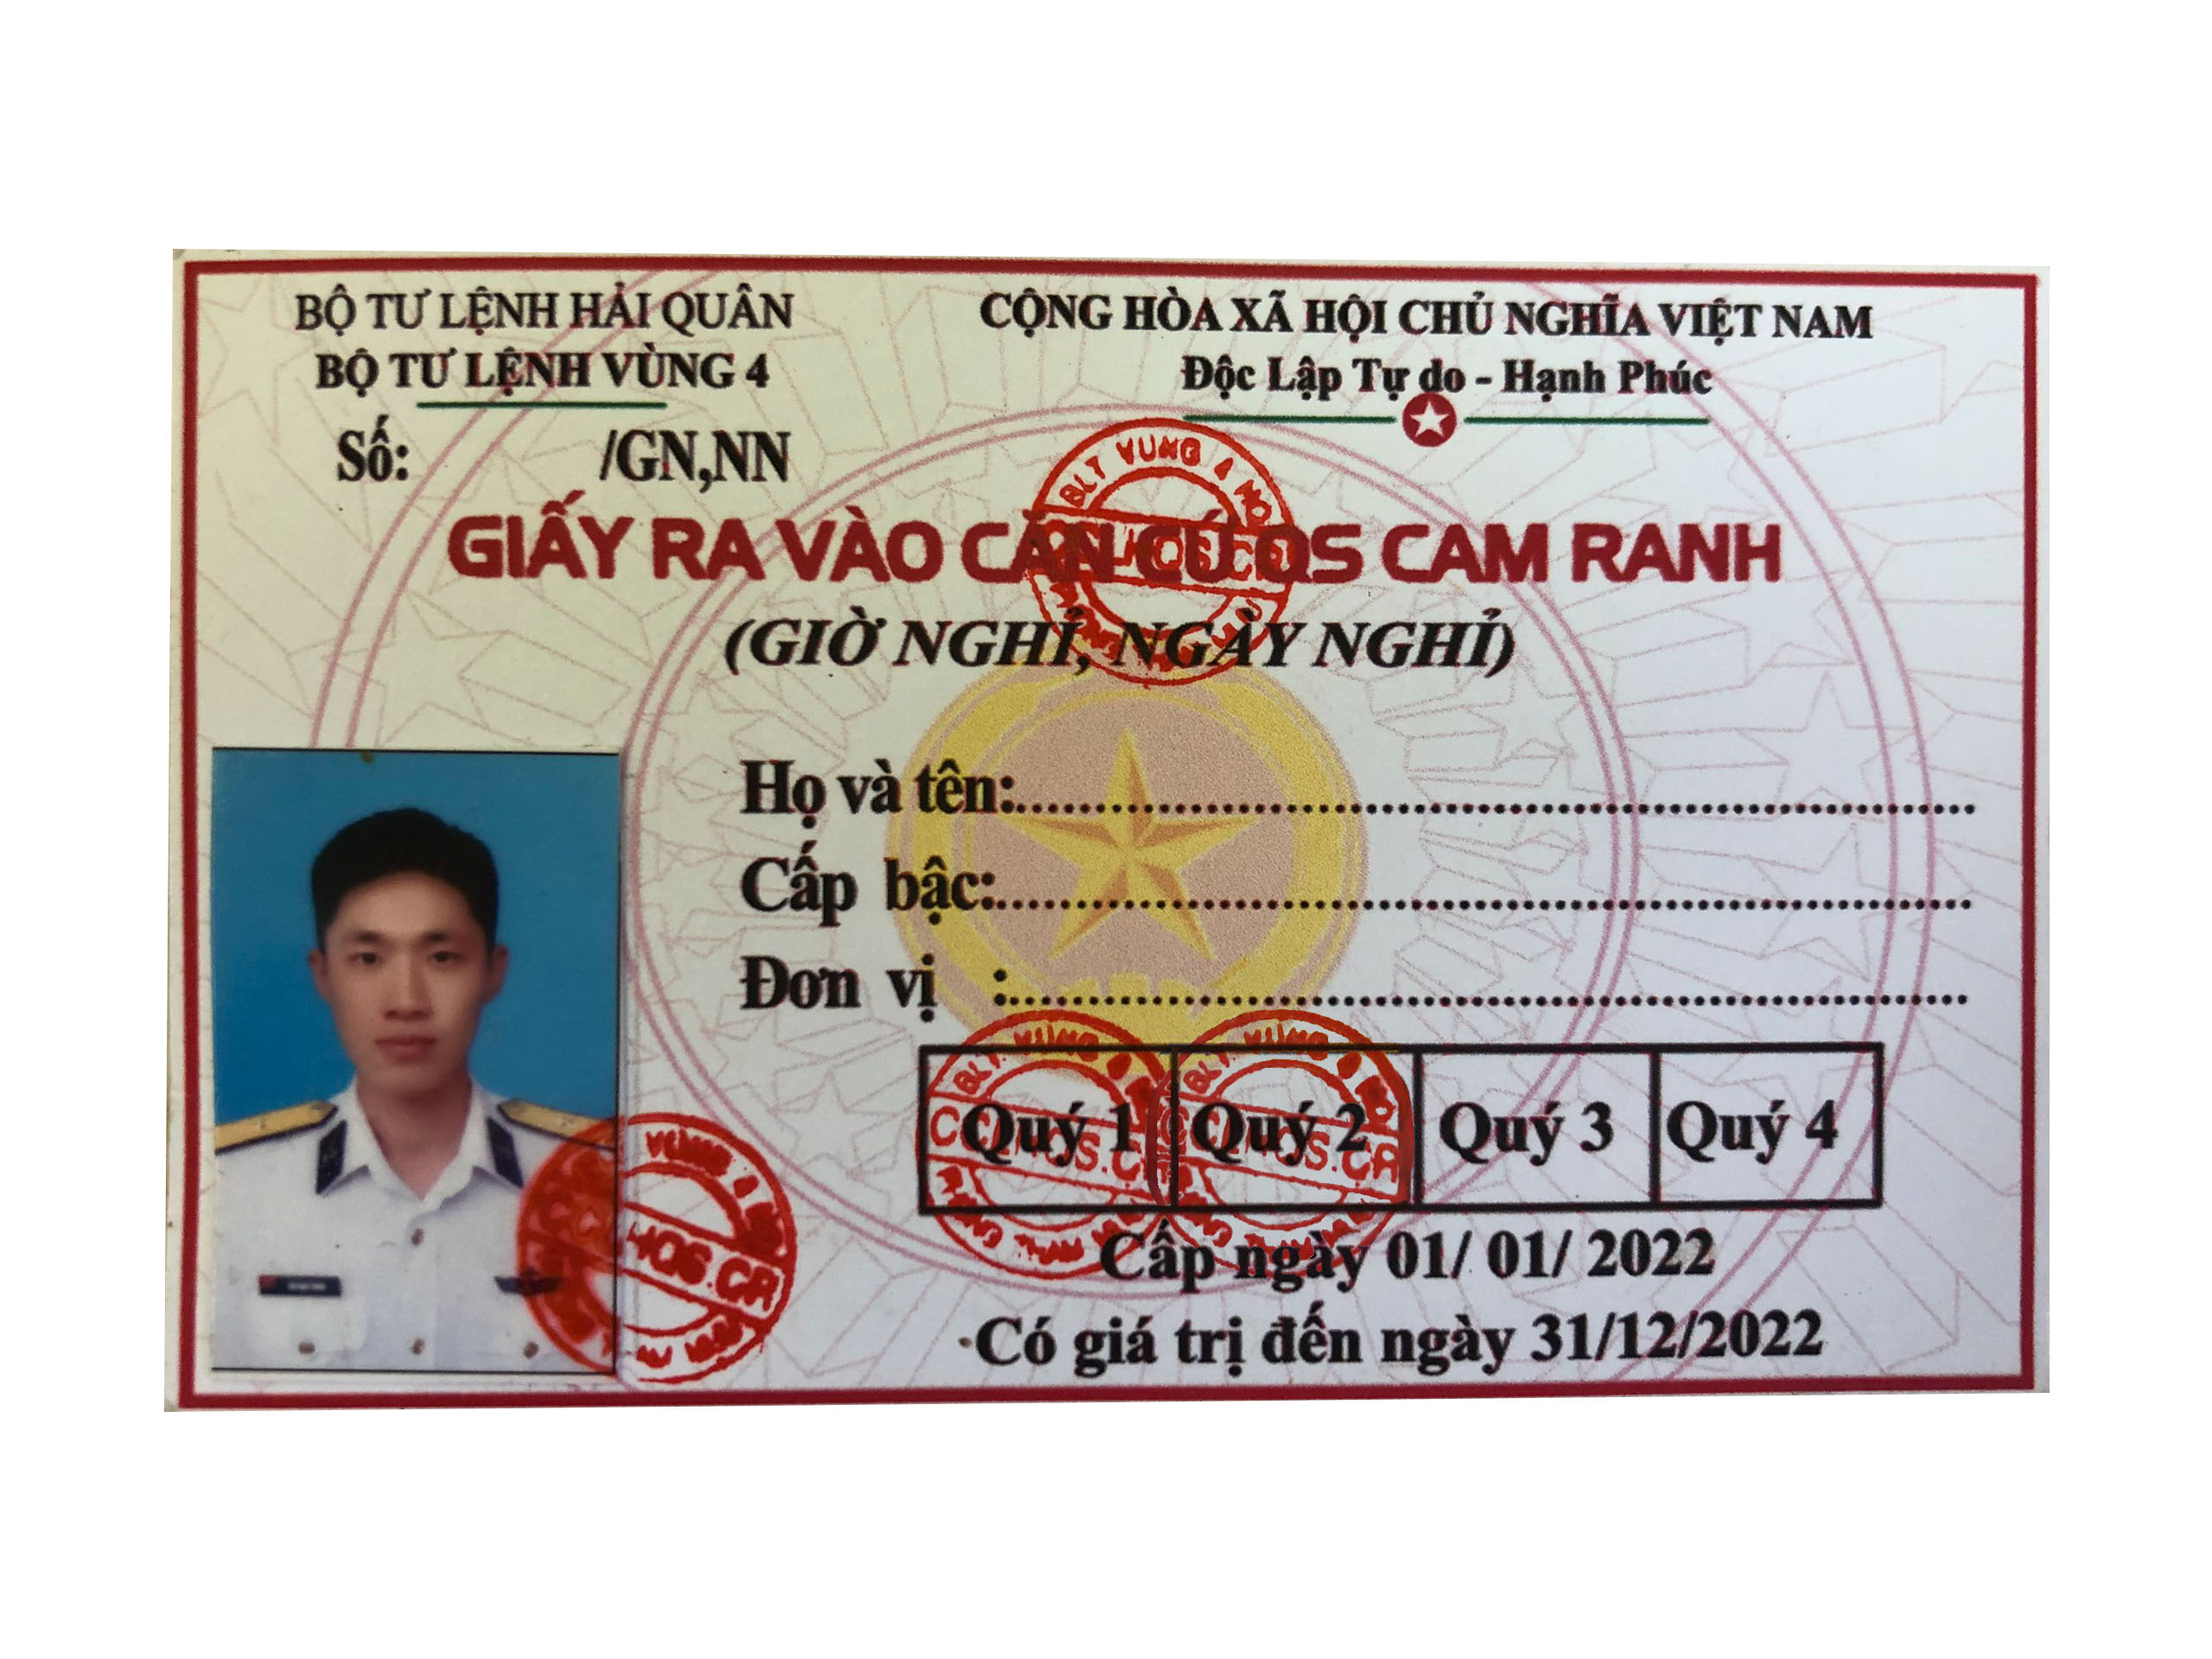 BỘ TƯ LỆNH HẢI QUÂN
BỘ TƯ LỆNH VÙNG 4
Số: /GN,NN
CỘNG HÒA XÃ HỘI CHỦ NGHĨA VIỆT NAM
Độc Lập Tự do - Hạnh Phúc
GIẤY RA VÀO CĂN CỨ QS CAM RANH
(GIỜ NGHỈ, NGÀY NGHỈ)
Họ và tên:
Cấp bậc:
Đơn vị :
Quý 1 Quý 2 Quý 3 Quý 4
Cấp ngày 01/ 01/ 2022
Có giá trị đến ngày 31/12/2022